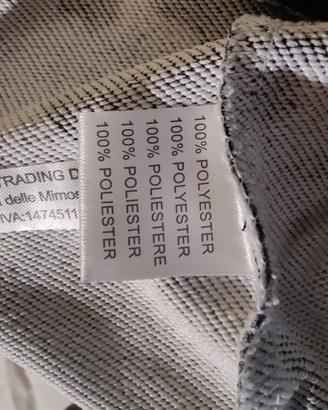 100% POLYESTER
100% POLYESTER
100% POLIESTERE
100% POLIESTER
100% POLIESTER
TRADING D
delle Mimos
IVA:1474511